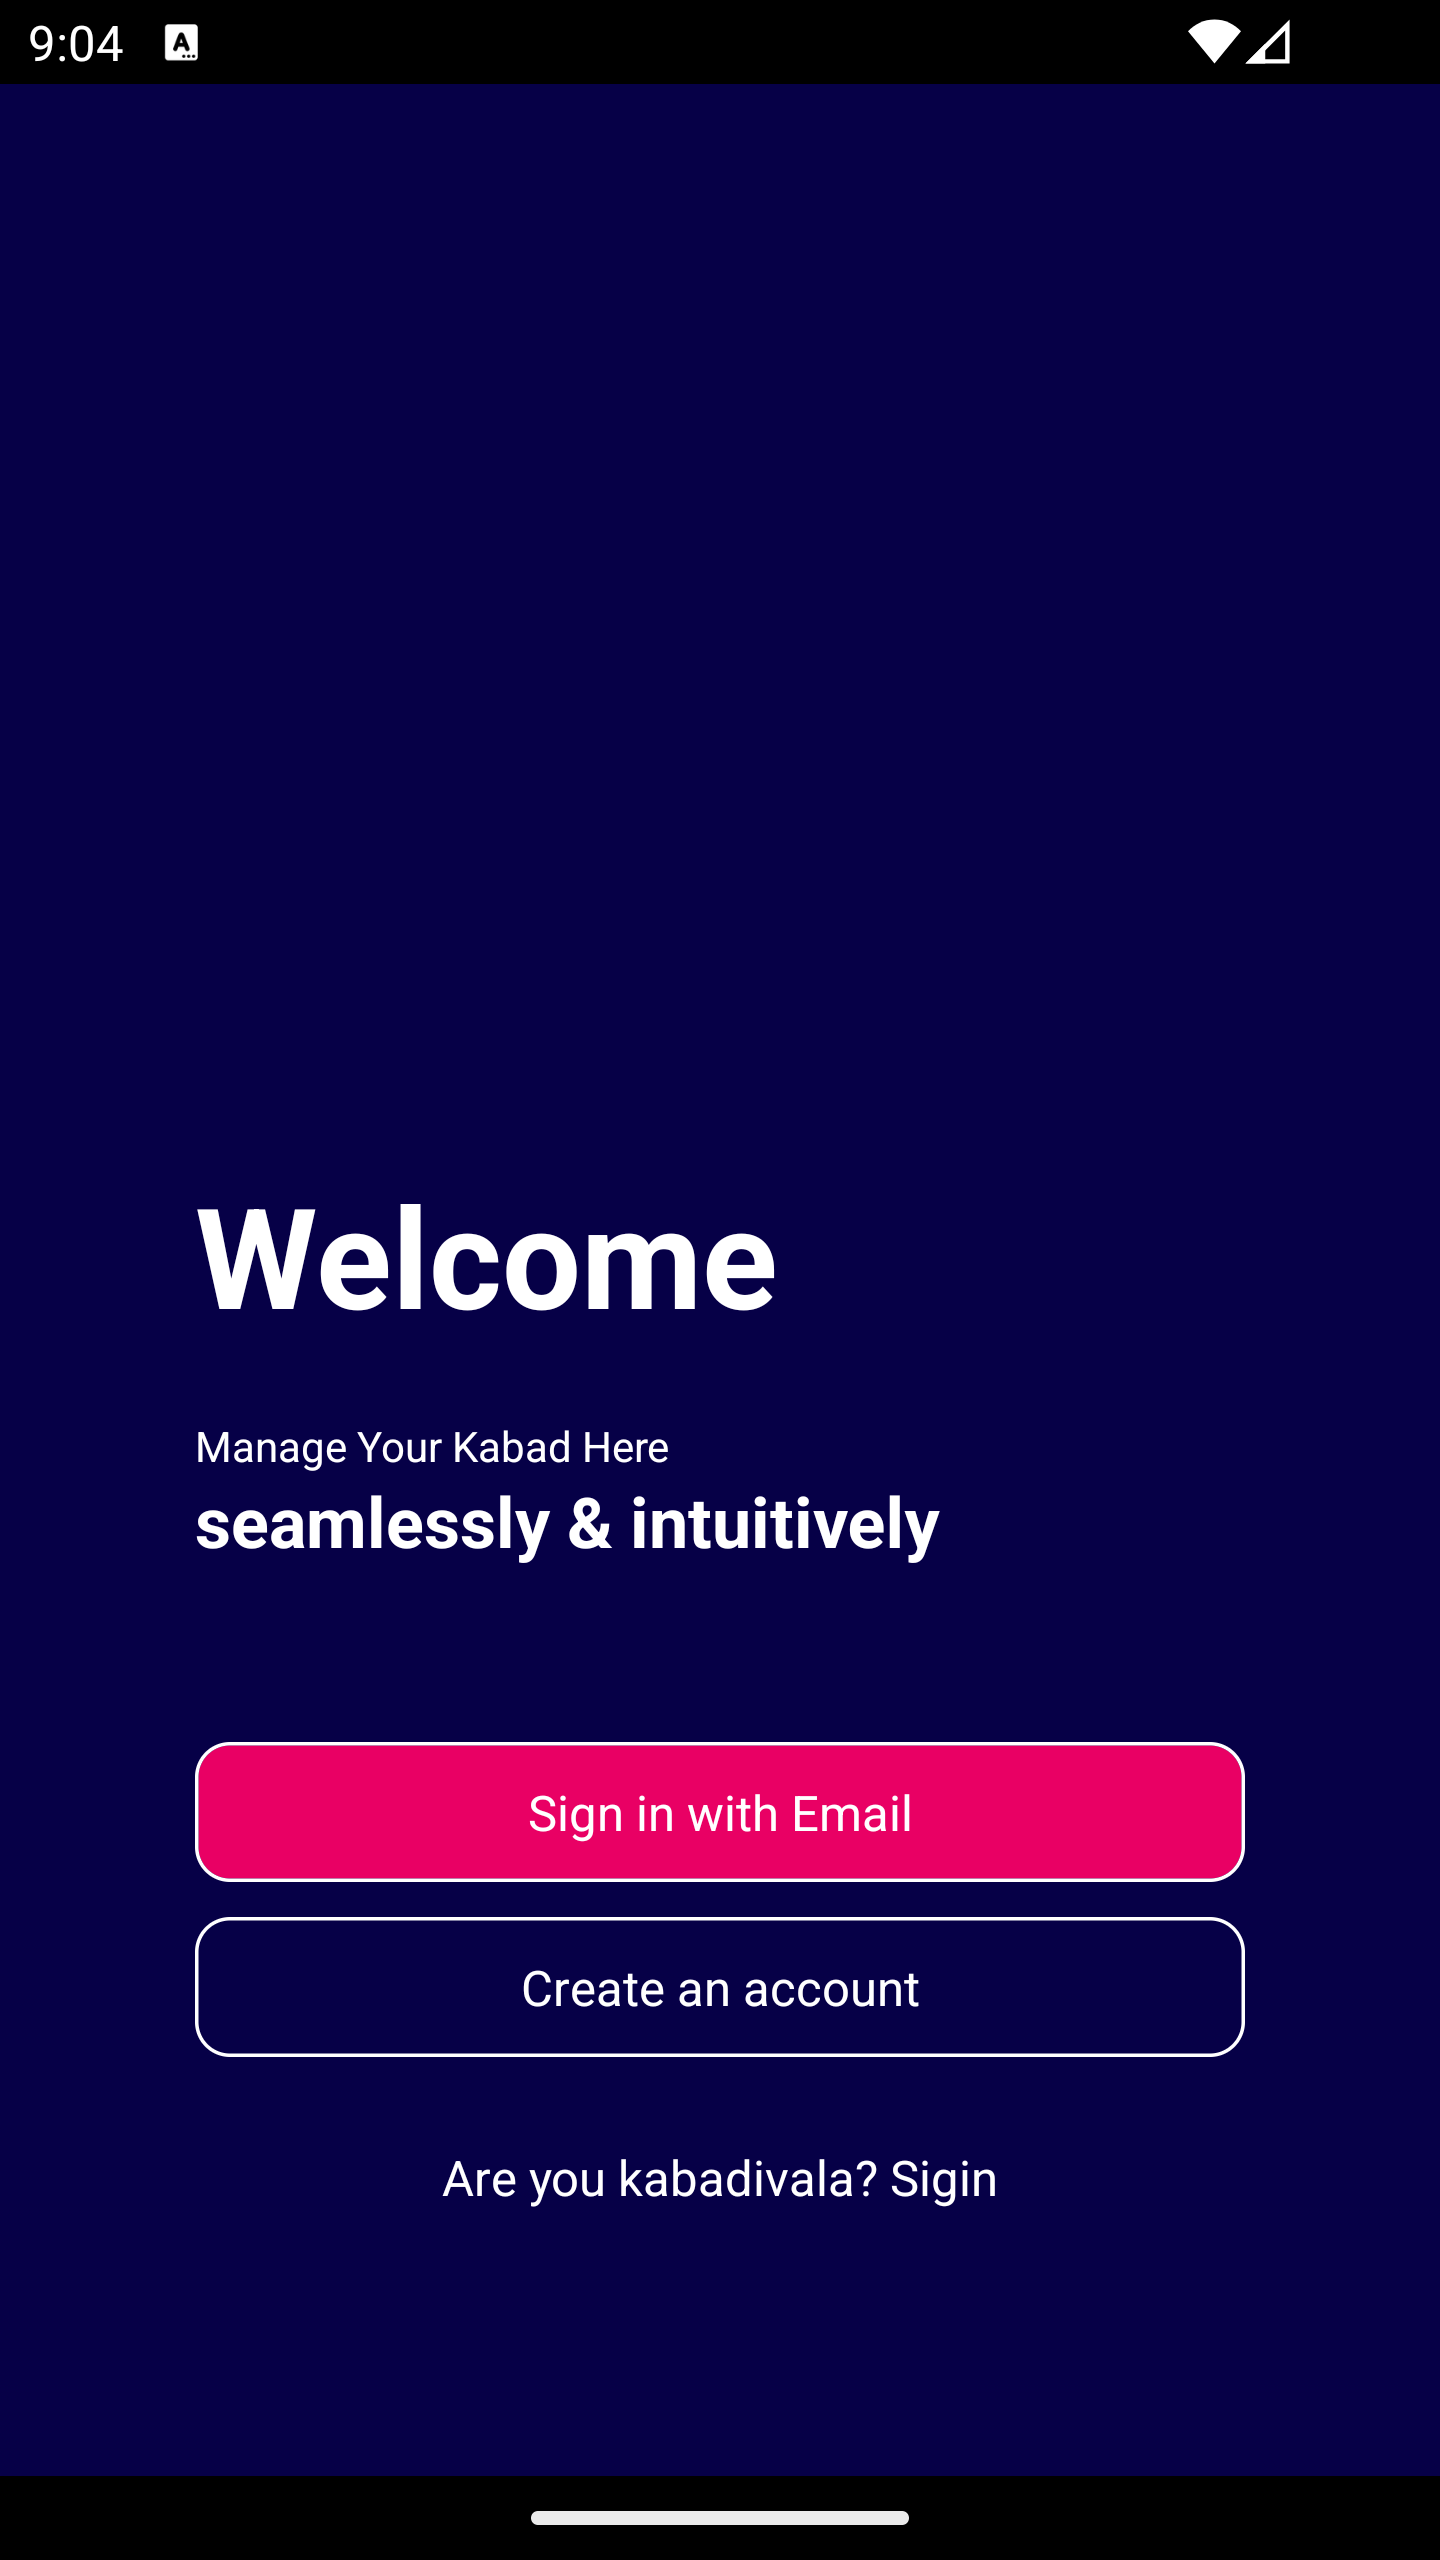 9:04
Welcome
Manage Your Kabad Here
seamlessly & intuitively
Sign in with Email
Create an account
Are you kabadivala? Sigin